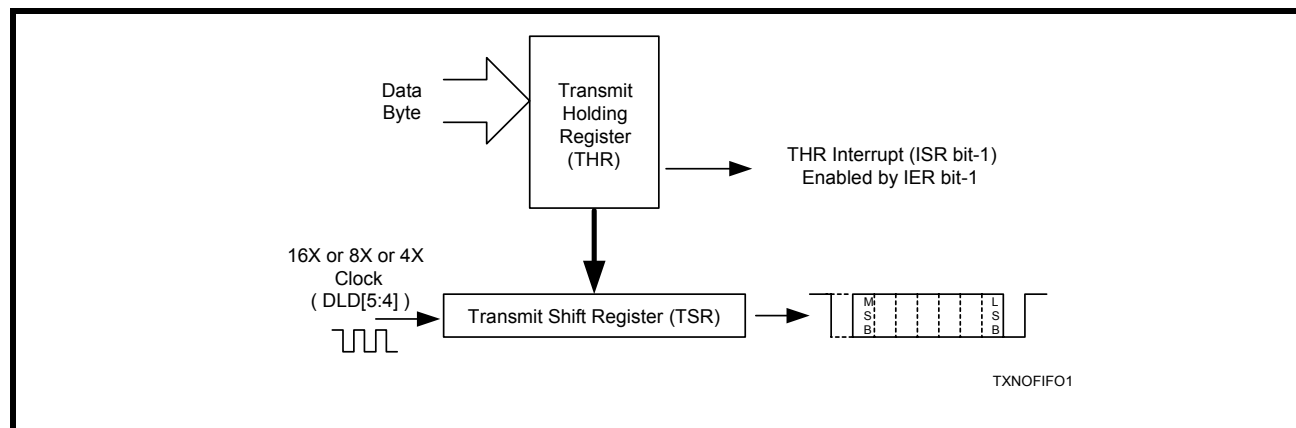 Data
Byte
Transmit
Holding
Register
(THR)
THR Interrupt (ISR bit-1)
Enabled by IER bit-1
16X or 8X or 4X
Clock
( DLD[5:4] )
Transmit Shift Register (TSR)
M
S
B
L
S
B
TXNOFIFO1